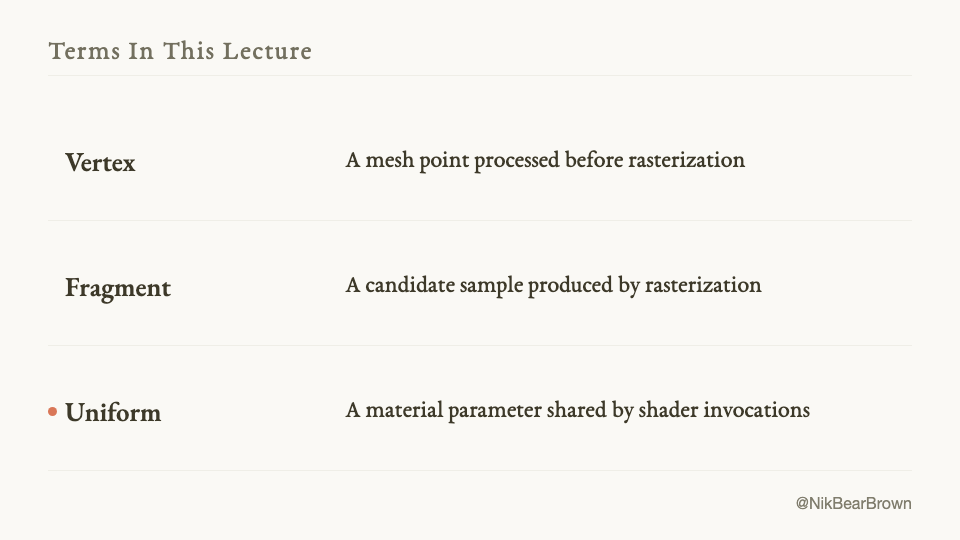 Terms In This Lecture
Vertex
A mesh point processed before rasterization
Fragment
A candidate sample produced by rasterization
Uniform
A material parameter shared by shader invocations
@NikBearBrown